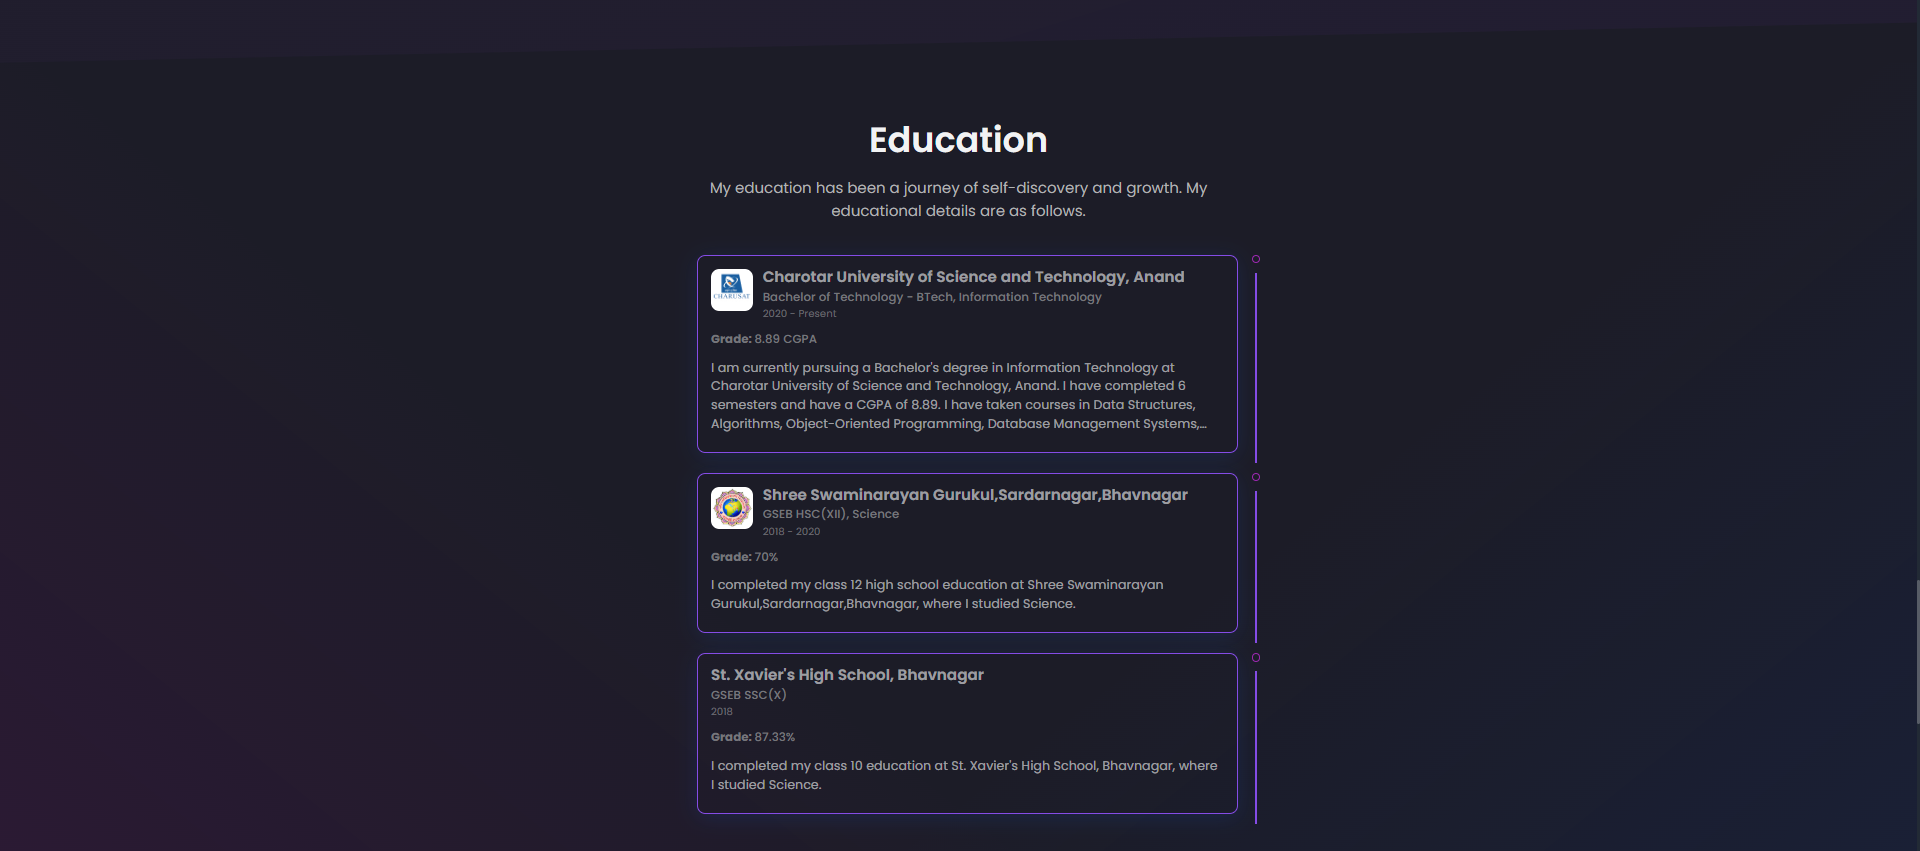 Education
My education has been a journey of self-discovery and growth. My
educational details are as follows.
CHARUSAT
Charotar University of Science and Technology, Anand
Bachelor of Technology - BTech, Information Technology
2020 - Present
Grade: 8.89 CGPA
I am currently pursuing a Bachelor's degree in Information Technology at
Charotar University of Science and Technology, Anand. I have completed 6
semesters and have a CGPA of 8.89. I have taken courses in Data Structures,
Algorithms, Object-Oriented Programming, Database Management Systems,...
Shree Swaminarayan Gurukul,Sardarnagar,Bhavnagar
GSEB HSC(XII), Science
2018 - 2020
Grade: 70%
I completed my class 12 high school education at Shree Swaminarayan
Gurukul,Sardarnagar,Bhavnagar, where I studied Science.
St. Xavier's High School, Bhavnagar
GSEB SSC(X)
2018
Grade: 87.33%
I completed my class 10 education at St. Xavier's High School, Bhavnagar, where
I studied Science.